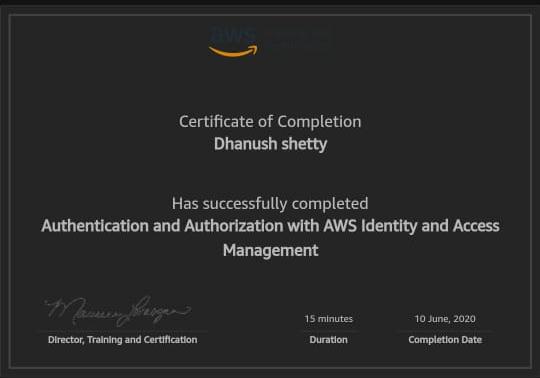 aws
Certificate of Completion
Dhanush shetty
Has successfully completed
Authentication and Authorization with AWS Identity and Access
Management
15 minutes
10 June, 2020
Director, Training and Certification
Duration
Completion Date